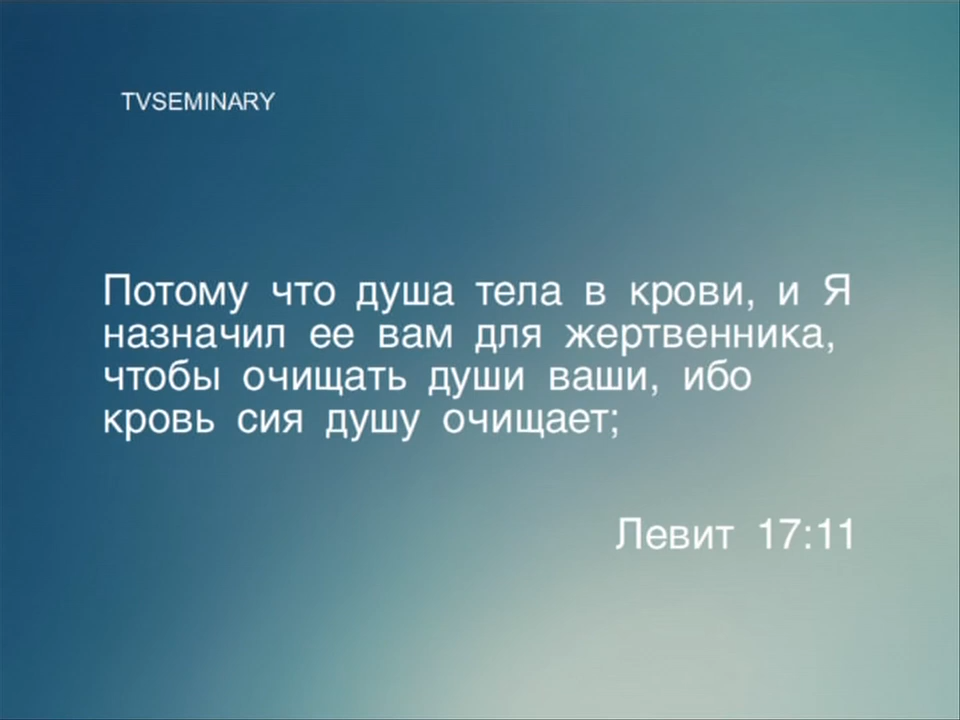 TVSEMINARY
Потому что душа тела в крови, и Я
назначил ее вам для жертвенника,
чтобы очищать души ваши, ибо
кровь сия душу очищает;
Левит 17:11